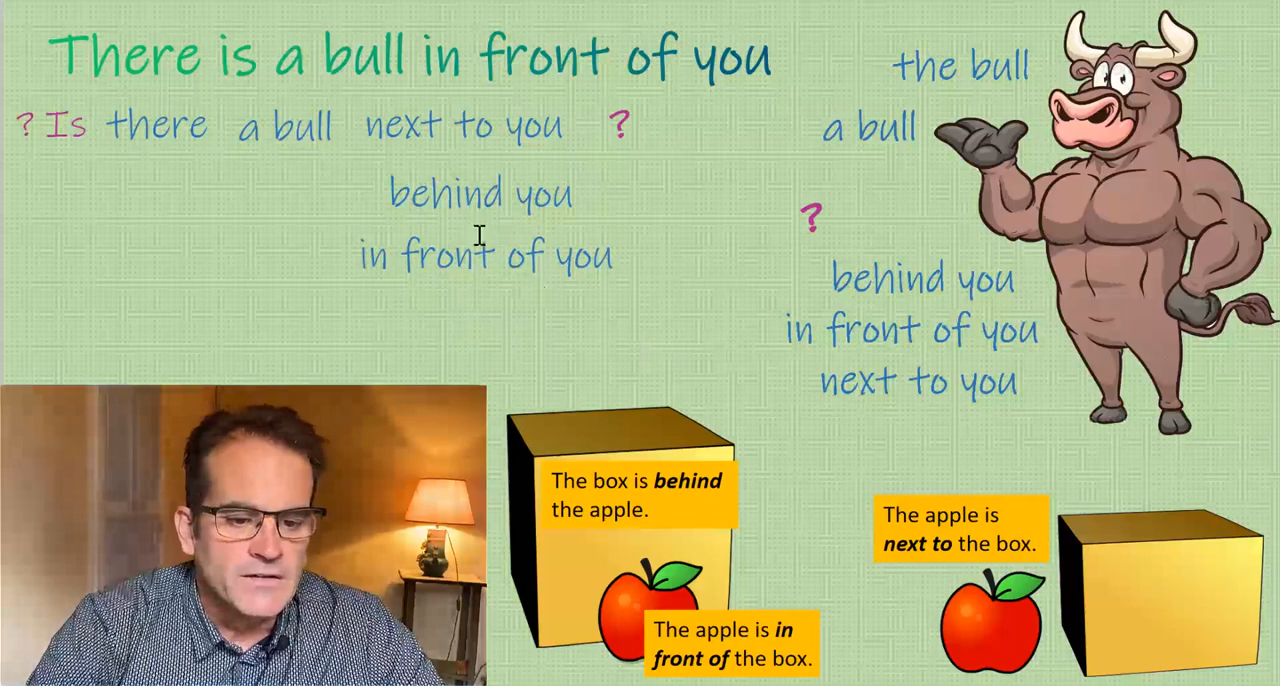 There is a bull in front of you
? Is there a bull next to you ?
behind you
in front of you
the bull
a bull
?
behind you
in front of you
next to you
The box is behind
the apple.
The apple is in
front of the box.
The apple is
next to the box.